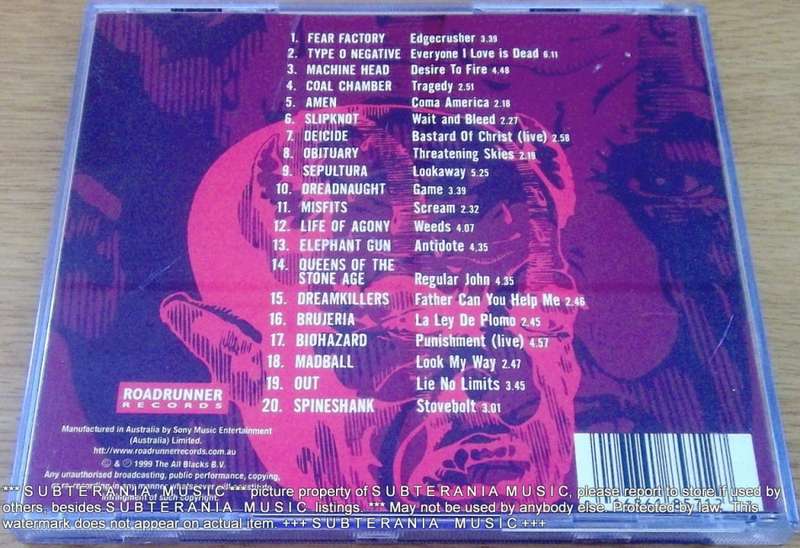 1. FEAR FACTORY Edgecrusher 3.39
2. TYPE O NEGATIVE Everyone I Love is Dead 6.11
3. MACHINE HEAD Desire To Fire 4.48
4. COAL CHAMBER Tragedy 2.51
5. AMEN Coma America 2.18
6. SLIPKNOT Wait and Bleed 2.27
7. DEICIDE Bastard Of Christ (live) 2.58
8. OBITUARY Threatening Skies 2.19
9. SEPULTURA Lookaway 5.25
10. DREADNAUGHT Game 3.39
11. MISFITS Scream 2.32
12. LIFE OF AGONY Weeds 4.07
13. ELEPHANT GUN Antidote 4.35
14. QUEENS OF THE
STONE AGE Regular John 4.35
15. DREAMKILLERS Father Can You Help Me 2.46
16. BRUJERIA La Ley De Plomo 2.45
17. BIOHAZARD Punishment (live) 4.57
18. MADBALL Look My Way 2.47
19. OUT Lie No Limits 3.45
20. SPINESHANK Stovebolt 3.01
ROADRUNNER
RECORDS
Manufactured in Australia by Sony Music Entertainment
(Australia) Limited.
htt://www.roadrunnerrecords.com.au
℗ & © 1999 The All Blacks B.V.
Any unauthorised broadcasting, public performance, copying,
infringment of such copyright.
*** S U B T E R A N I A M U S I C *** picture property of S U B T E R A N I A M U S I C, please report to store if used by
others, besides S U B T E R A N I A M U S I C listings. *** May not be used by anybody else. Protected by law. This
watermark does not appear on actual item. +++ S U B T E R A N I A M U S I C +++